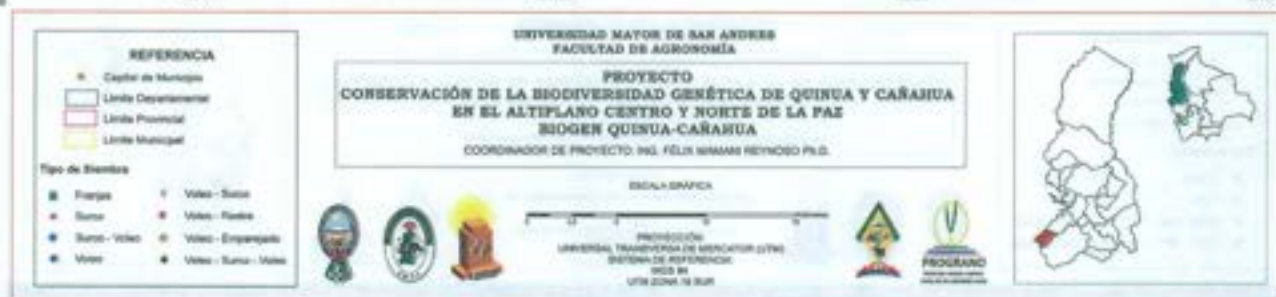 REFERENCIA
Capital de Municipio
Limite Departamental
Limite Provincial
Limite Municipal
Tipo de Siembra
Franjas
Surco
Surco - Voleo
Voleo
Voleo - Surco
Voleo - Rastra
Voleo - Emparejado
Voleo - Surco - Voleo
UNIVERSIDAD MAYOR DE SAN ANDRES
FACULTAD DE AGRONOMÍA
PROYECTO
CONSERVACIÓN DE LA BIODIVERSIDAD GENÉTICA DE QUINUA Y CAÑAHUA
EN EL ALTIPLANO CENTRO Y NORTE DE LA PAZ
BIOGEN QUINUA-CAÑAHUA
COORDINADOR DE PROYECTO: ING. FÉLIX MAMANI REYNOSO Ph.D.
ESCALA GRÁFICA
PROYECCIÓN:
UNIVERSAL TRANSVERSA DE MERCATOR (UTM)
SISTEMA DE REFERENCIA:
WGS 84
UTM ZONA 19 SUR
PROGRANO